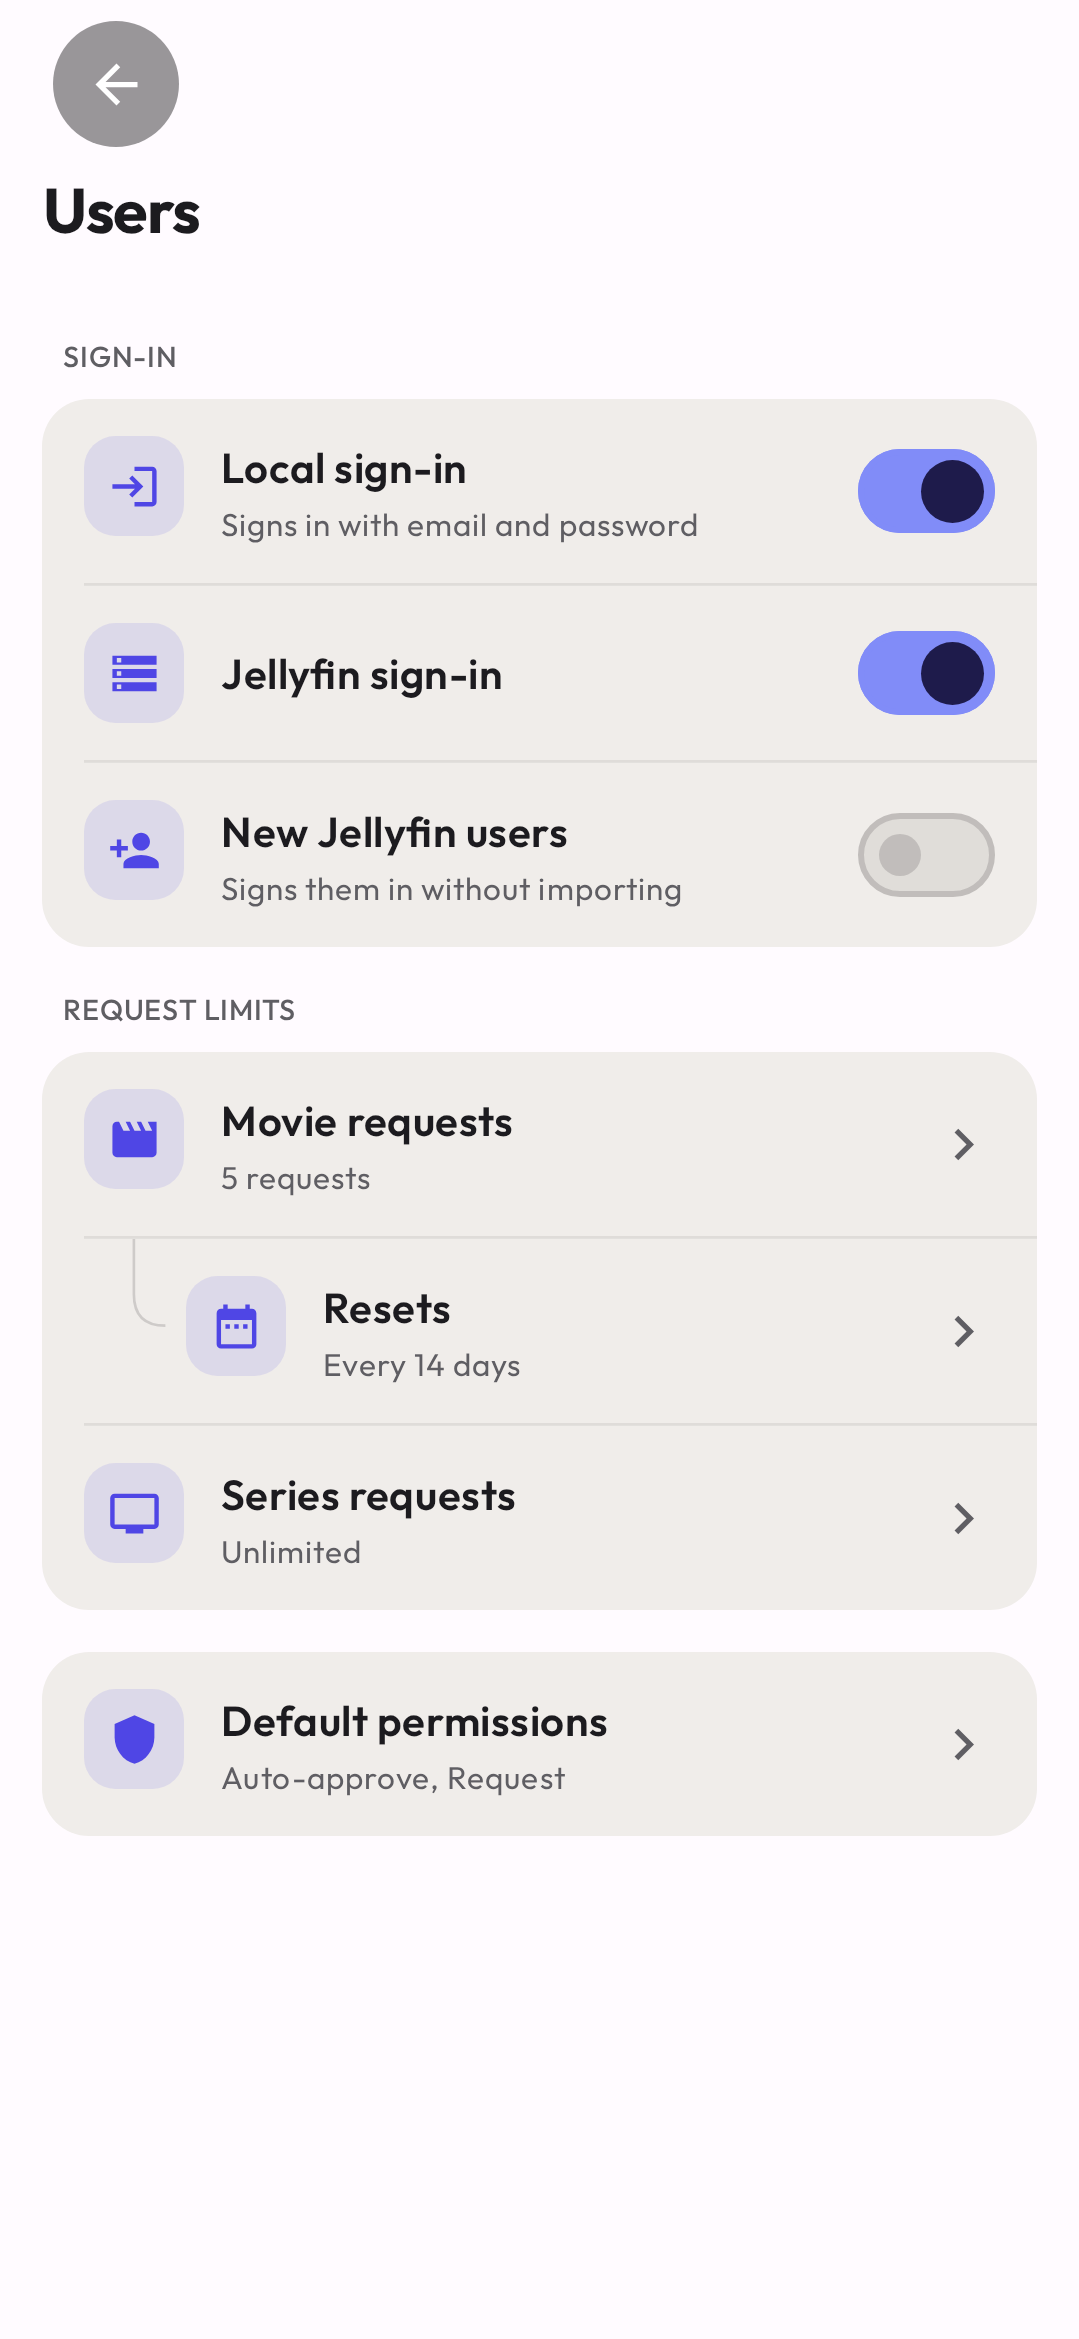 Users
SIGN-IN
Local sign-in
Signs in with email and password
Jellyfin sign-in
New Jellyfin users
Signs them in without importing
REQUEST LIMITS
Movie requests
5 requests
Resets
Every 14 days
Series requests
Unlimited
Default permissions
Auto-approve, Request